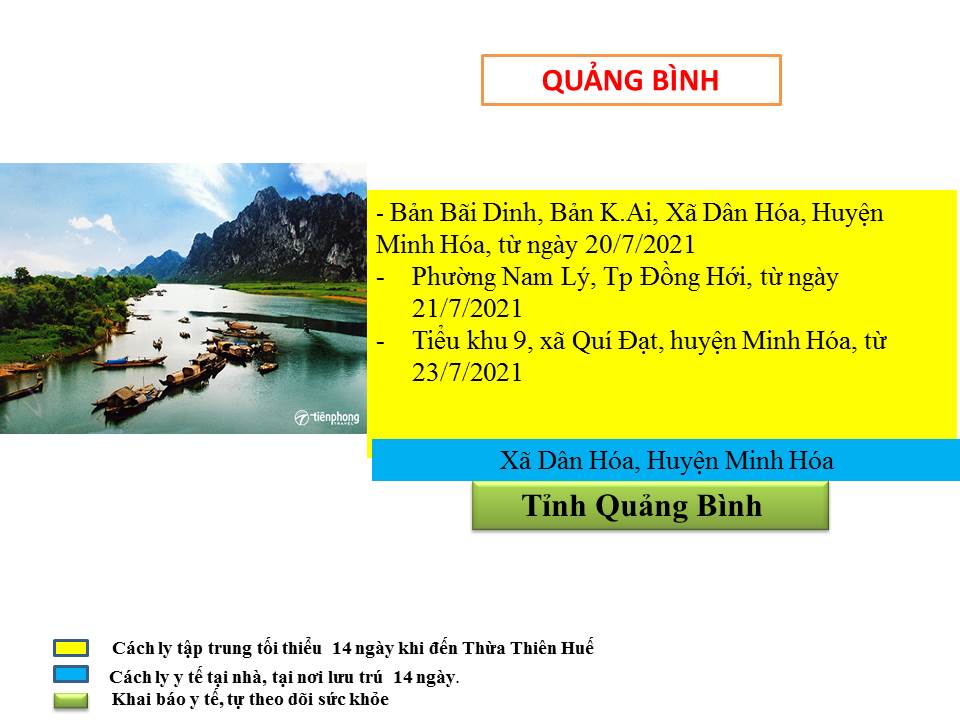 QUẢNG BÌNH
- Bản Bãi Dinh, Bản K.Ai, Xã Dân Hóa, Huyện
Minh Hóa, từ ngày 20/7/2021
- Phường Nam Lý, Tp Đồng Hới, từ ngày
21/7/2021
- Tiểu khu 9, xã Quí Đạt, huyện Minh Hóa, từ
23/7/2021
tiênphong
TRAVEL
Xã Dân Hóa, Huyện Minh Hóa
Tỉnh Quảng Bình
Cách ly tập trung tối thiểu 14 ngày khi đến Thừa Thiên Huế
Cách ly y tế tại nhà, tại nơi lưu trú 14 ngày.
Khai báo y tế, tự theo dõi sức khỏe